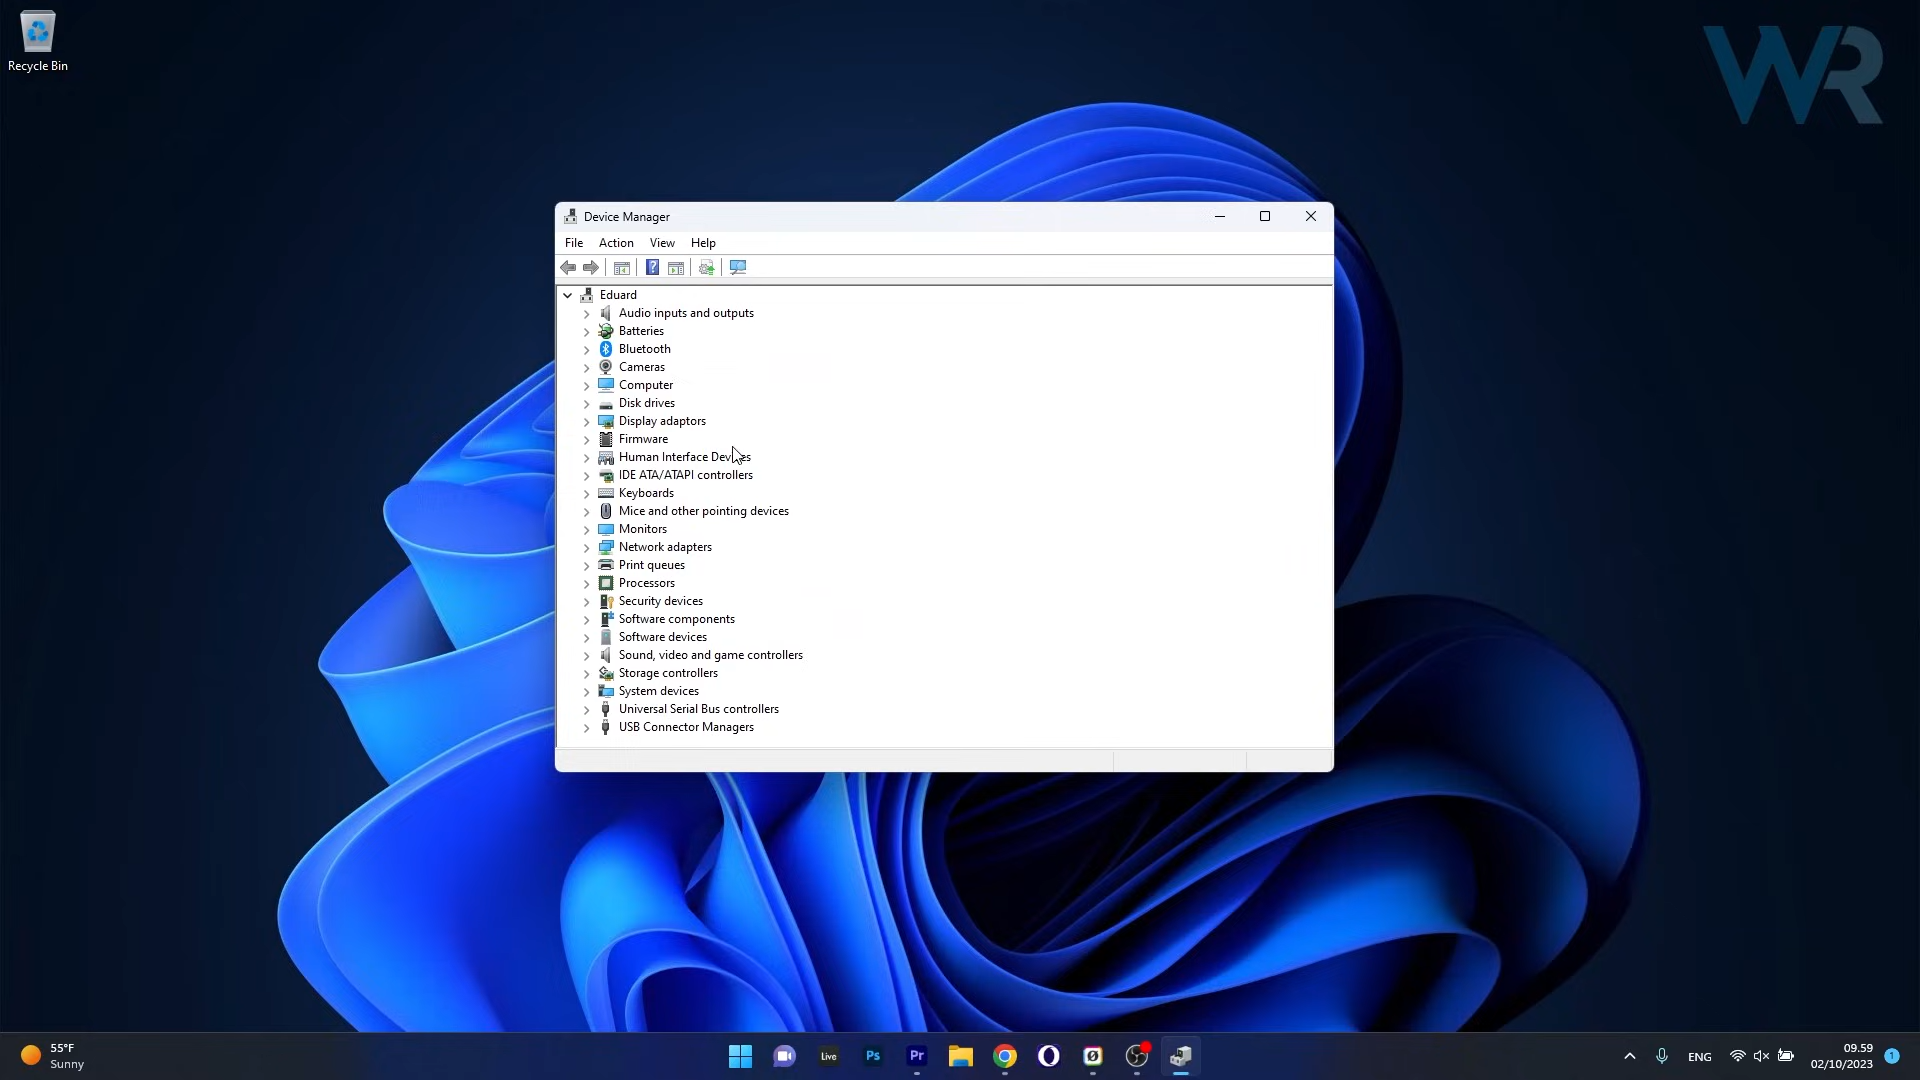 Recycle Bin
WR
Device Manager
File Action View Help
Eduard
Audio inputs and outputs
Batteries
Bluetooth
Cameras
Computer
Disk drives
Display adaptors
Firmware
Human Interface Devices
IDE ATA/ATAPI controllers
Keyboards
Mice and other pointing devices
Monitors
Network adapters
Print queues
Processors
Security devices
Software components
Software devices
Sound, video and game controllers
Storage controllers
System devices
Universal Serial Bus controllers
USB Connector Managers
55°F
Sunny
Live
Ps
Pr
ENG
09.59
02/10/2023
1